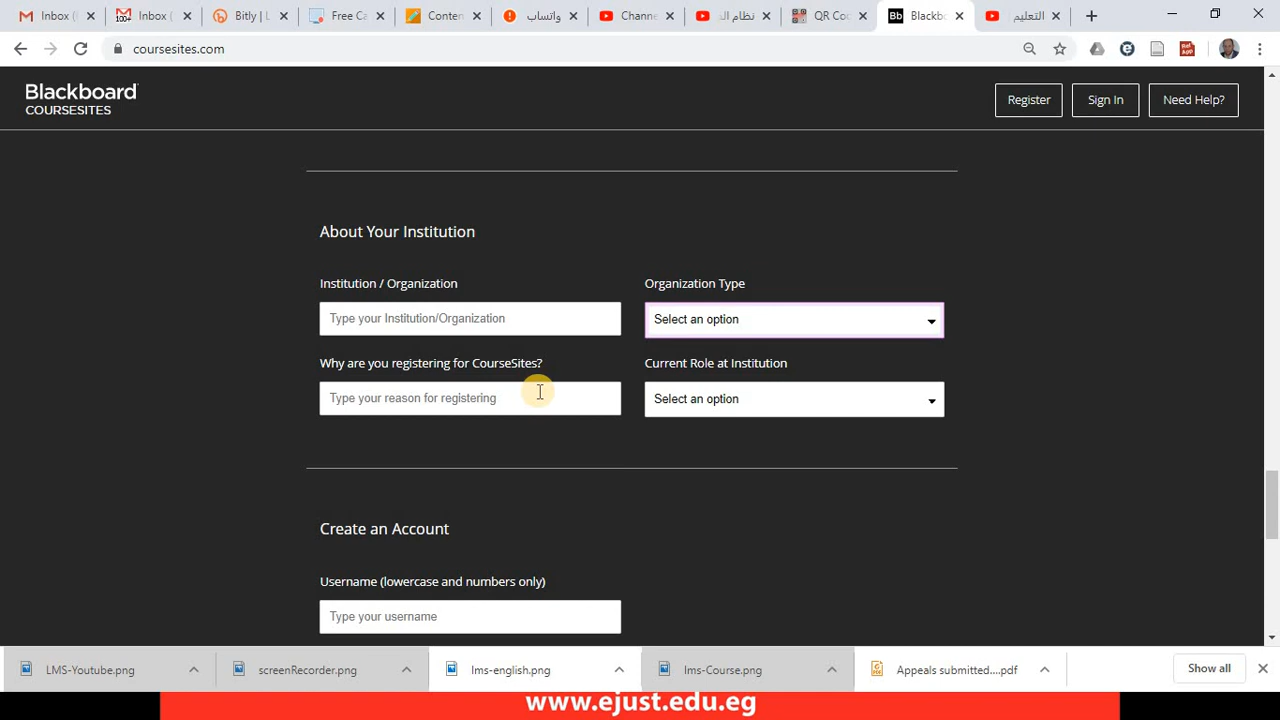 Inbox (
Inbox (
Bitly | L
Free Ca
Conten
واتساب
Channe
نظام الـ
QR Coc
Blackbo
التعليم
coursesites.com
Blackboard
COURSESITES
Register
Sign In
Need Help?
About Your Institution
Institution / Organization
Organization Type
Type your Institution/Organization
Select an option
Why are you registering for CourseSites?
Current Role at Institution
Type your reason for registering
Select an option
Create an Account
Username (lowercase and numbers only)
Type your username
LMS-Youtube.png
screenRecorder.png
lms-english.png
lms-Course.png
Appeals submitted....pdf
Show all
www.ejust.edu.eg